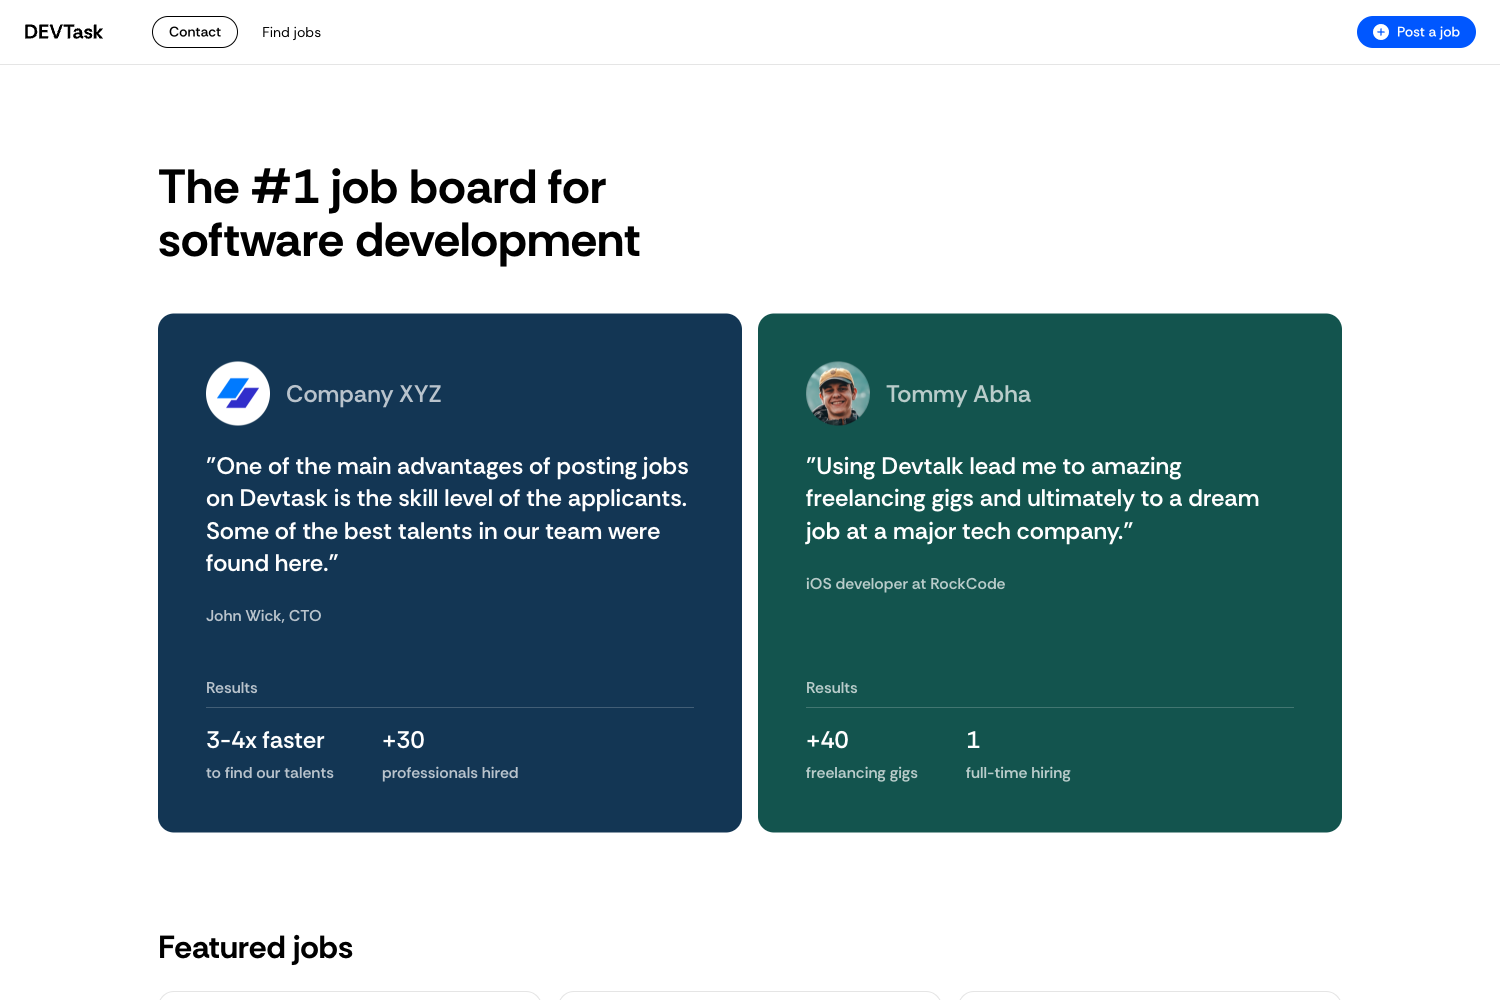 DEVTask
Contact
Find jobs
Post a job
The #1 job board for
software development
Company XYZ
"One of the main advantages of posting jobs
on Devtask is the skill level of the applicants.
Some of the best talents in our team were
found here."
John Wick, CTO
Results
3-4x faster
to find our talents
+30
professionals hired
Tommy Abha
"Using Devtalk lead me to amazing
freelancing gigs and ultimately to a dream
job at a major tech company."
iOS developer at RockCode
Results
+40
freelancing gigs
1
full-time hiring
Featured jobs